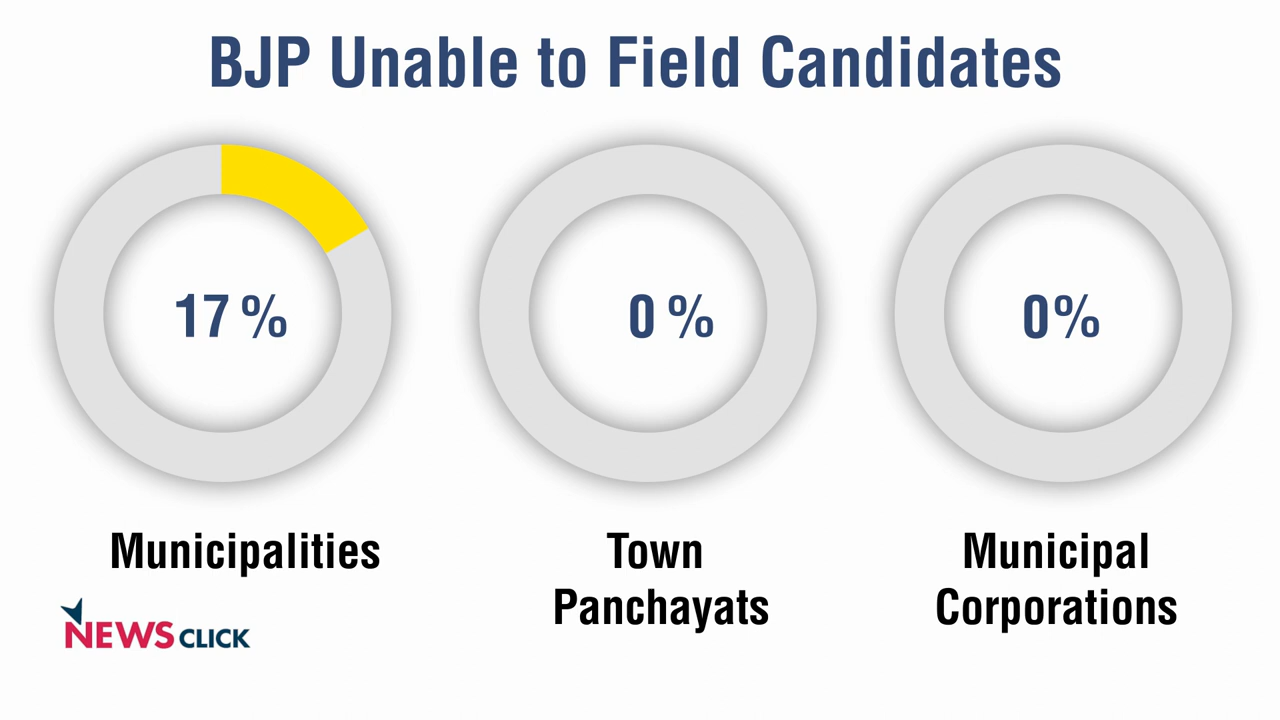 BJP Unable to Field Candidates
17 %
0 %
0%
Municipalities
Town
Panchayats
Municipal
Corporations
NEWS CLICK